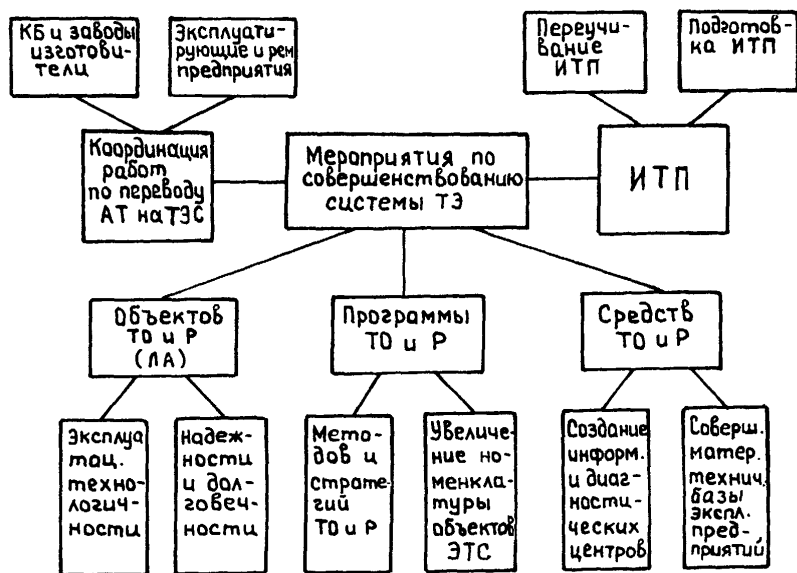 КБ и заводы
изготови-
тели
Эксплуати-
рующие и рем
предприятия
Переучи-
вание
ИТП
Подготов-
ка ИТП
Координация
работ
по переводу
АТ на ТЭС
Мероприятия по
совершенствованию
системы ТЭ
ИТП
Объектов
ТО и Р
(ЛА)
Программы
ТО и Р
Средств
ТО и Р
Эксплуа
тац.
техно-
логич-
ности
Надеж-
ности
и дол-
говеч-
ности
Мето-
дов и
страте-
гий
ТО и Р
Увеличе-
ние но-
менкла-
туры
объектов
ЭТС
Создание
информ.
и диаг-
ности-
ческих
центров
Соверш.
матер.
технич.
базы
экспл.
пред-
приятий